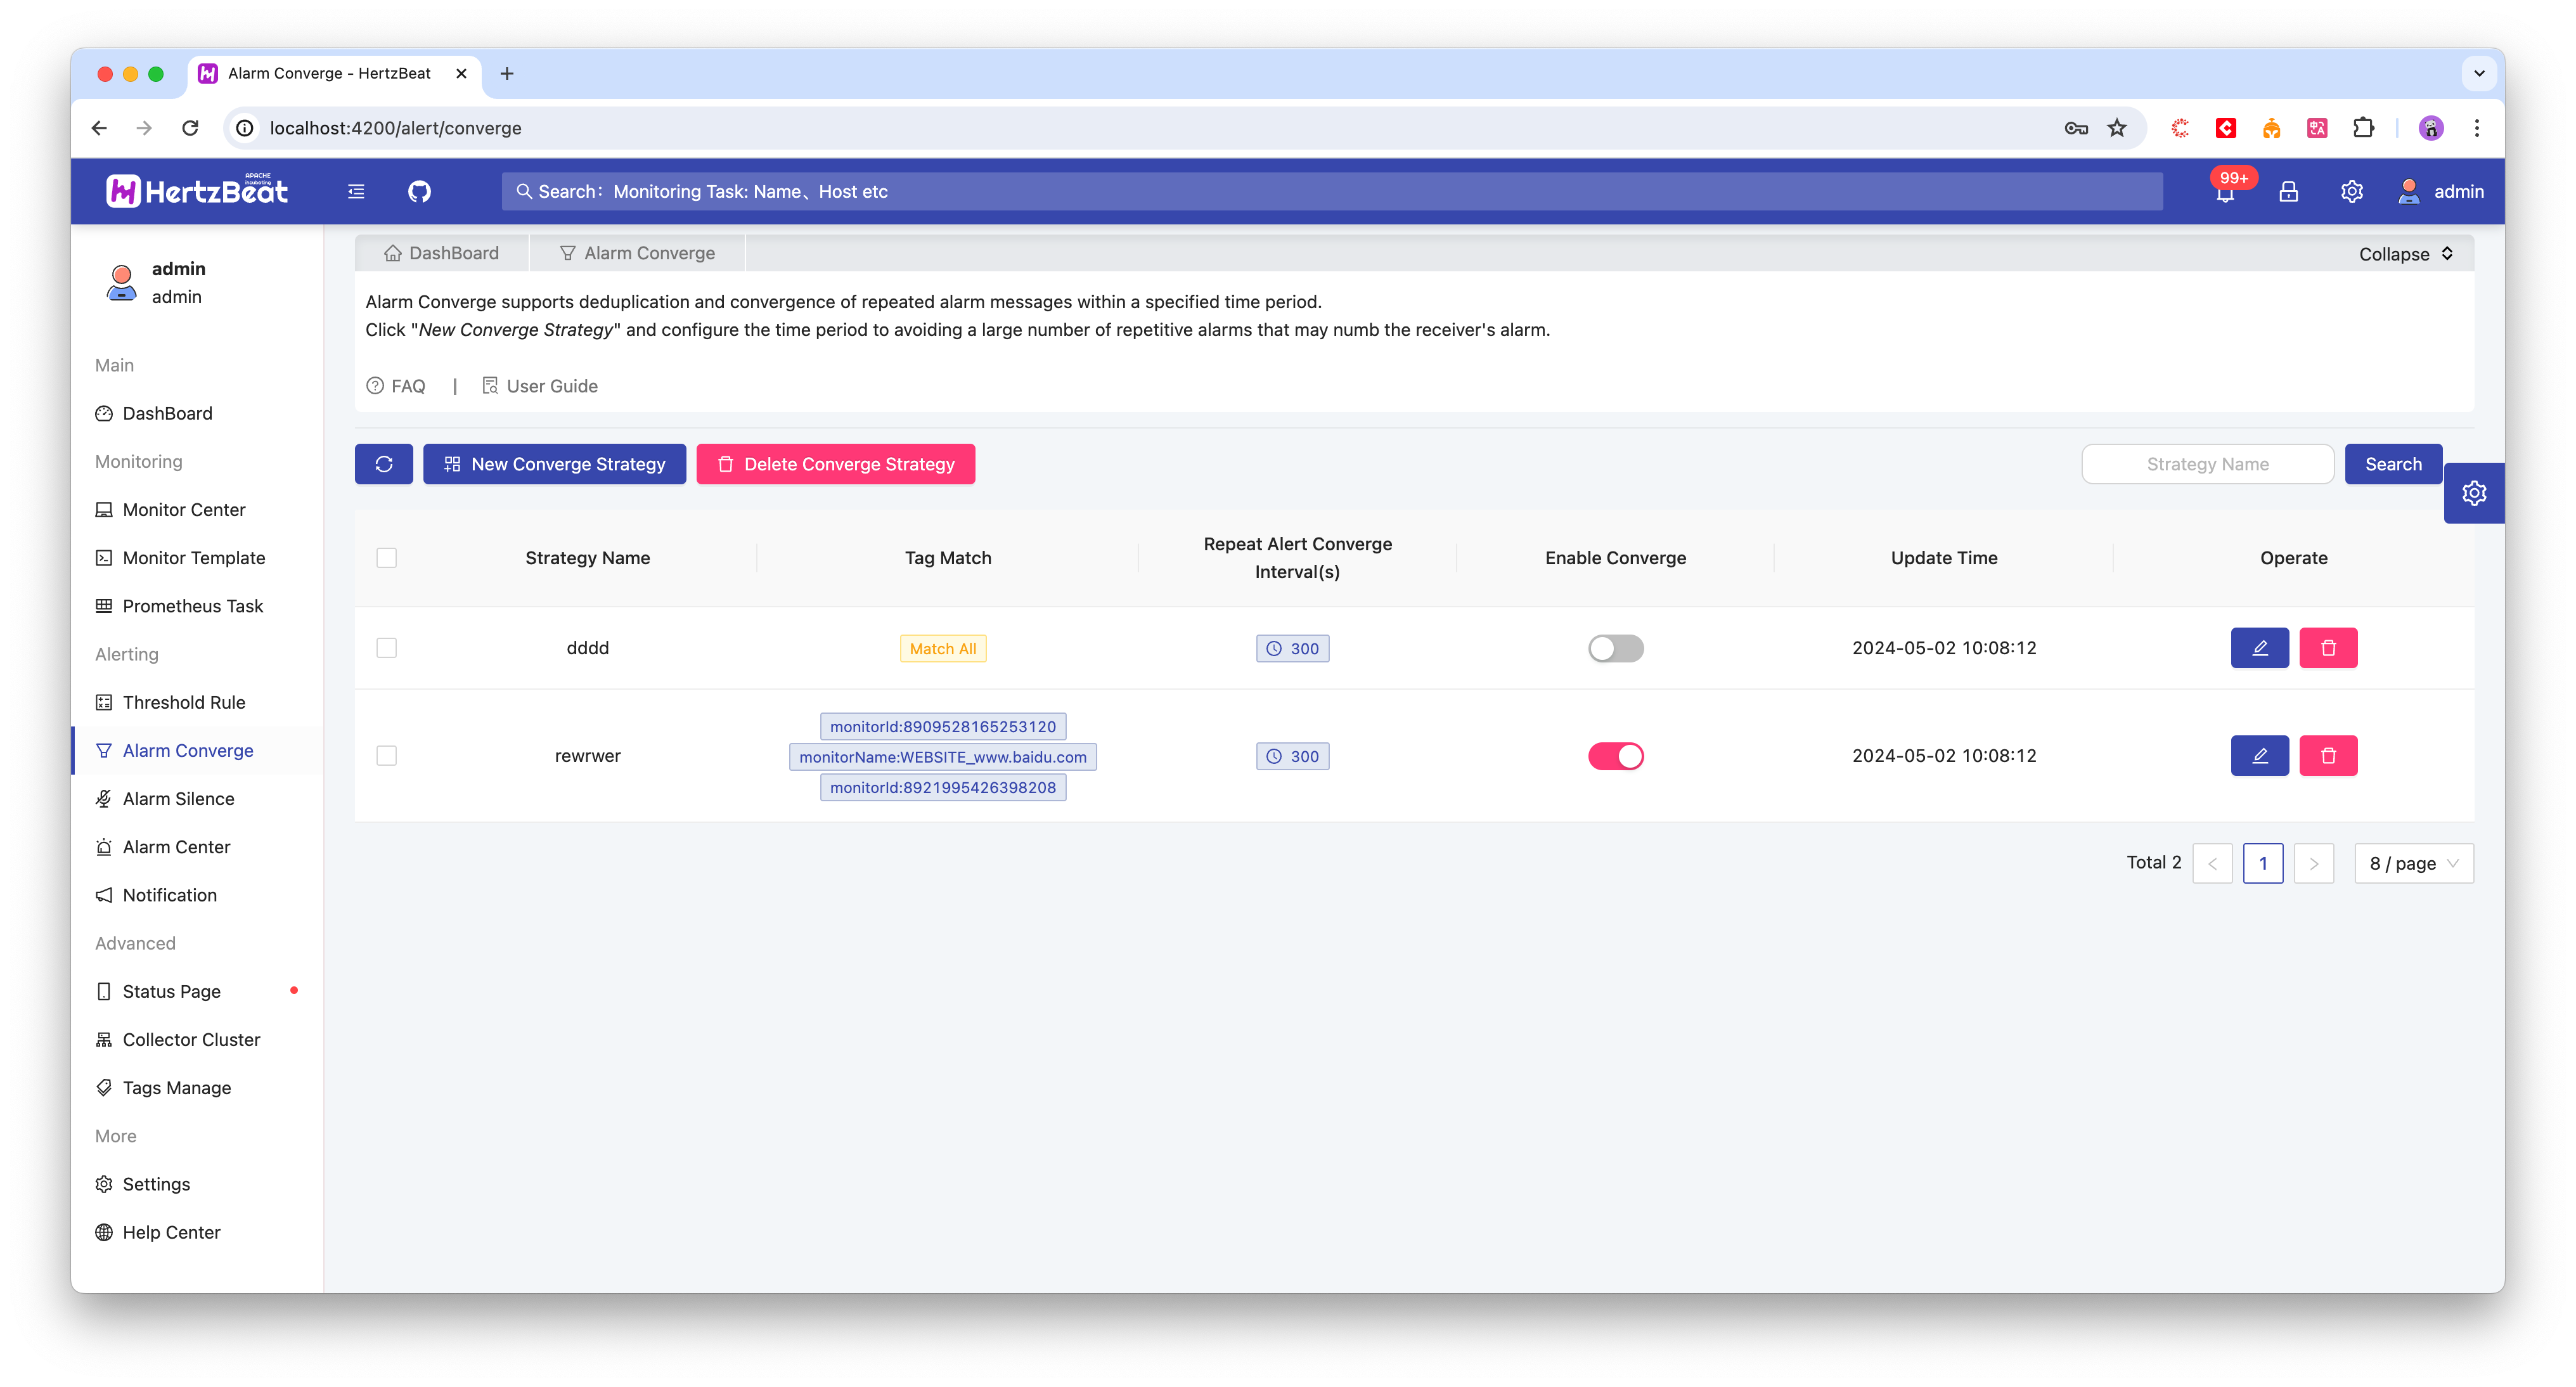 Alarm Converge - HertzBeat
localhost:4200/alert/converge
APACHE
incubating
HertzBeat
Search: Monitoring Task: Name、Host etc
99+
admin
admin
admin
Main
DashBoard
Monitoring
Monitor Center
Monitor Template
Prometheus Task
Alerting
Threshold Rule
Alarm Converge
Alarm Silence
Alarm Center
Notification
Advanced
Status Page
Collector Cluster
Tags Manage
More
Settings
Help Center
DashBoard
Alarm Converge
Collapse
Alarm Converge supports deduplication and convergence of repeated alarm messages within a specified time period.
Click "New Converge Strategy" and configure the time period to avoiding a large number of repetitive alarms that may numb the receiver's alarm.
FAQ | User Guide
New Converge Strategy
Delete Converge Strategy
Strategy Name
Search
Strategy Name
Tag Match
Repeat Alert Converge
Interval(s)
Enable Converge
Update Time
Operate
dddd
Match All
300
2024-05-02 10:08:12
rewrwer
monitorId:8909528165253120
monitorName:WEBSITE_www.baidu.com
monitorId:8921995426398208
300
2024-05-02 10:08:12
Total 2
1
8 / page